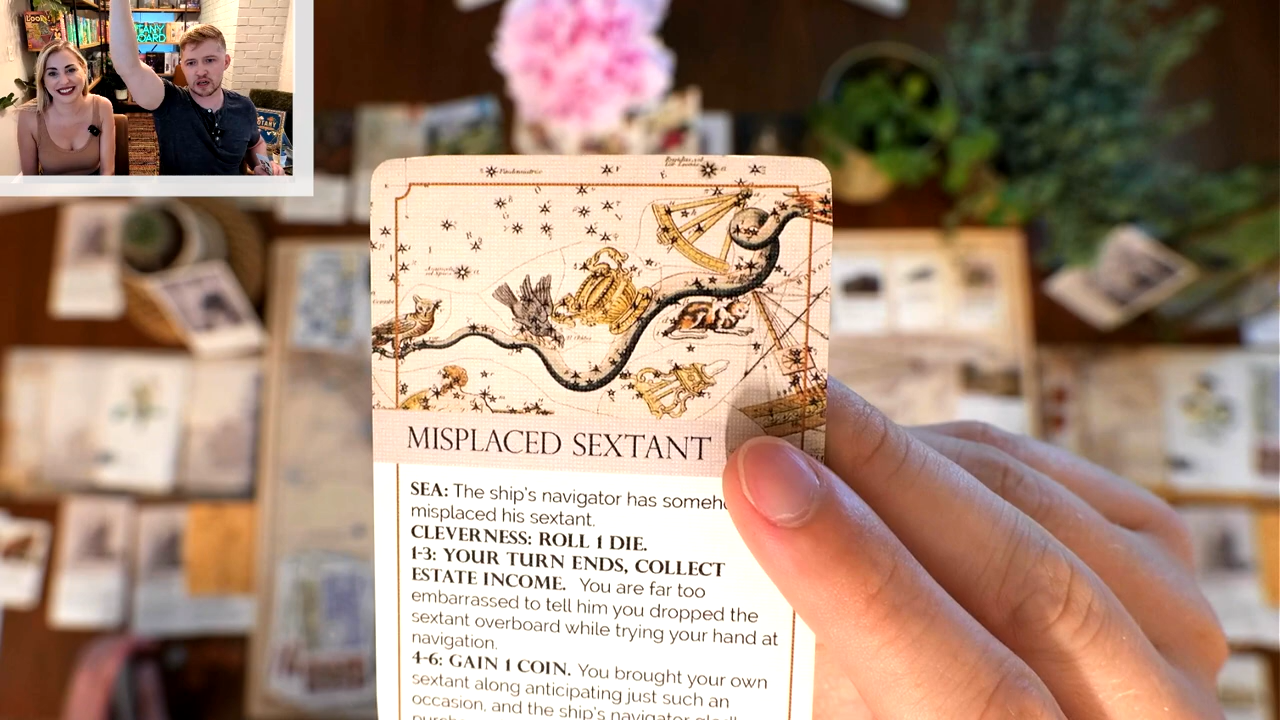 MISPLACED SEXTANT
SEA: The ship's navigator has someh
misplaced his sextant.
CLEVERNESS: ROLL 1 DIE.
1-3: YOUR TURN ENDS, COLLECT
ESTATE INCOME. You are far too
embarrassed to tell him you dropped the
sextant overboard while trying your hand at
navigation.
4-6: GAIN 1 COIN. You brought your own
sextant along anticipating just such an
occasion, and the ship's navigator